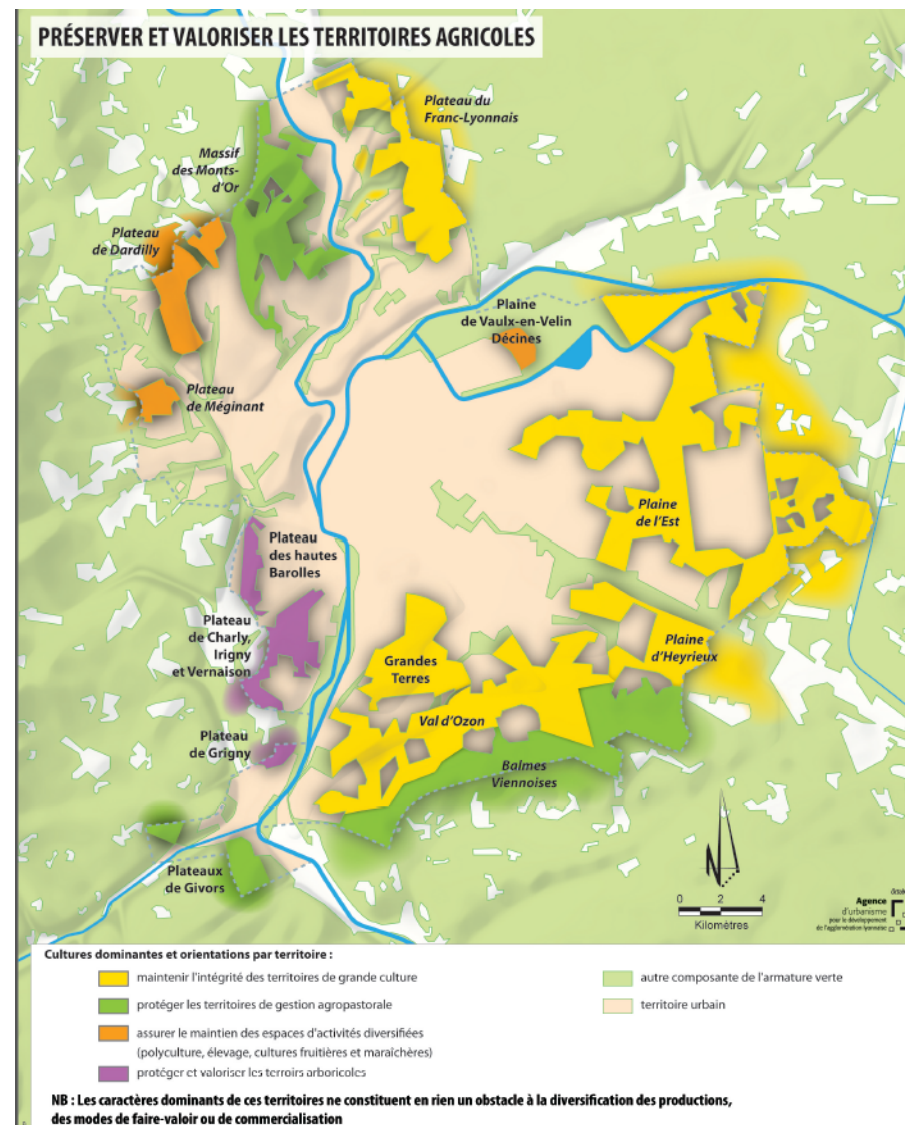 PRÉSERVER ET VALORISER LES TERRITOIRES AGRICOLES
Plateau du
Franc-Lyonnais
Massif
des Monts-
d'Or
Plateau
de Dardilly
Plaine
de Vaulx-en-Velin
Décines
Plateau
de Méginant
Plaine
de l'Est
Plateau
des hautes
Barolles
Plateau
de Charly,
Irigny
et Vernaison
Grandes
Terres
Plaine
d'Heyrieux
Val d'Ozon
Plateau
de Grigny
Balmes
Viennoises
Plateaux
de Givors
0 2 4
Kilomètres
Agence
d'urbanisme
pour le développement
de l'agglomération lyonnaise
Cultures dominantes et orientations par territoire :
maintenir l'intégrité des territoires de grande culture
protéger les territoires de gestion agropastorale
assurer le maintien des espaces d'activités diversifiées
(polyculture, élevage, cultures fruitières et maraîchères)
protéger et valoriser les terroirs arboricoles
autre composante de l'armature verte
territoire urbain
NB : Les caractères dominants de ces territoires ne constituent en rien un obstacle à la diversification des productions,
des modes de faire-valoir ou de commercialisation